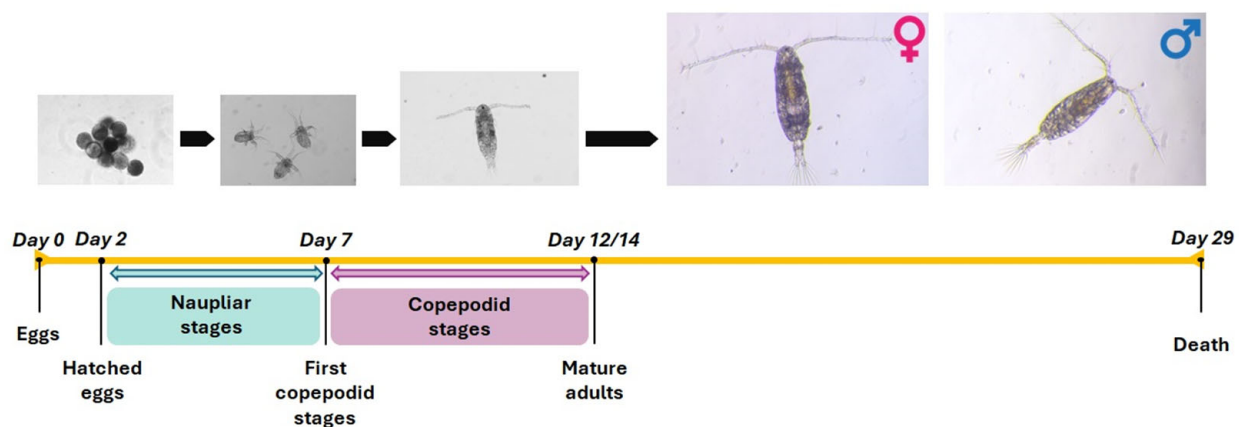 Day 0 Day 2 Day 7 Day 12/14 Day 29
Naupliar
stages
Copepodid
stages
Eggs
Hatched
eggs
First
copepodid
stages
Mature
adults
Death